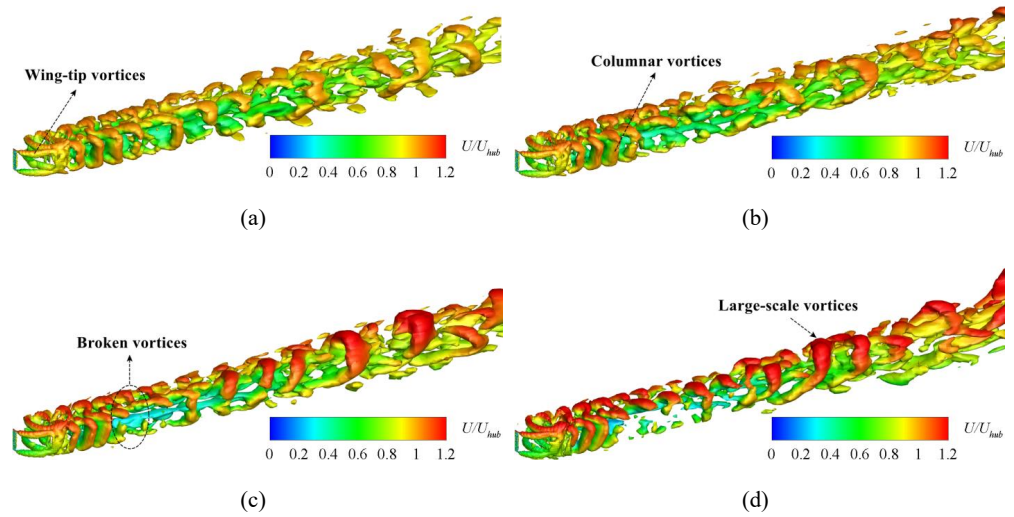 Wing-tip vortices
U/U_hub
0 0.2 0.4 0.6 0.8 1 1.2
(a)
Columnar vortices
U/U_hub
0 0.2 0.4 0.6 0.8 1 1.2
(b)
Broken vortices
U/U_hub
0 0.2 0.4 0.6 0.8 1 1.2
(c)
Large-scale vortices
U/U_hub
0 0.2 0.4 0.6 0.8 1 1.2
(d)